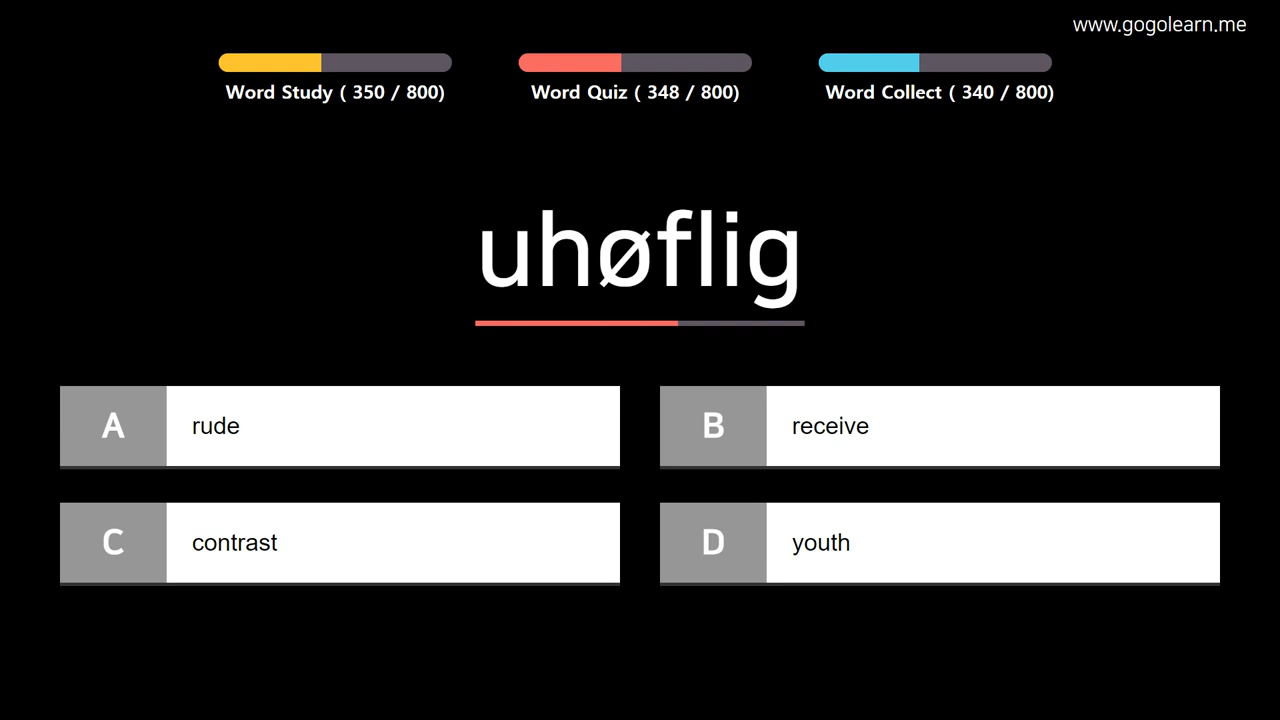 www.gogolearn.me
Word Study ( 350 / 800)
Word Quiz ( 348 / 800)
Word Collect ( 340 / 800)
uhøflig
A rude
B receive
C contrast
D youth